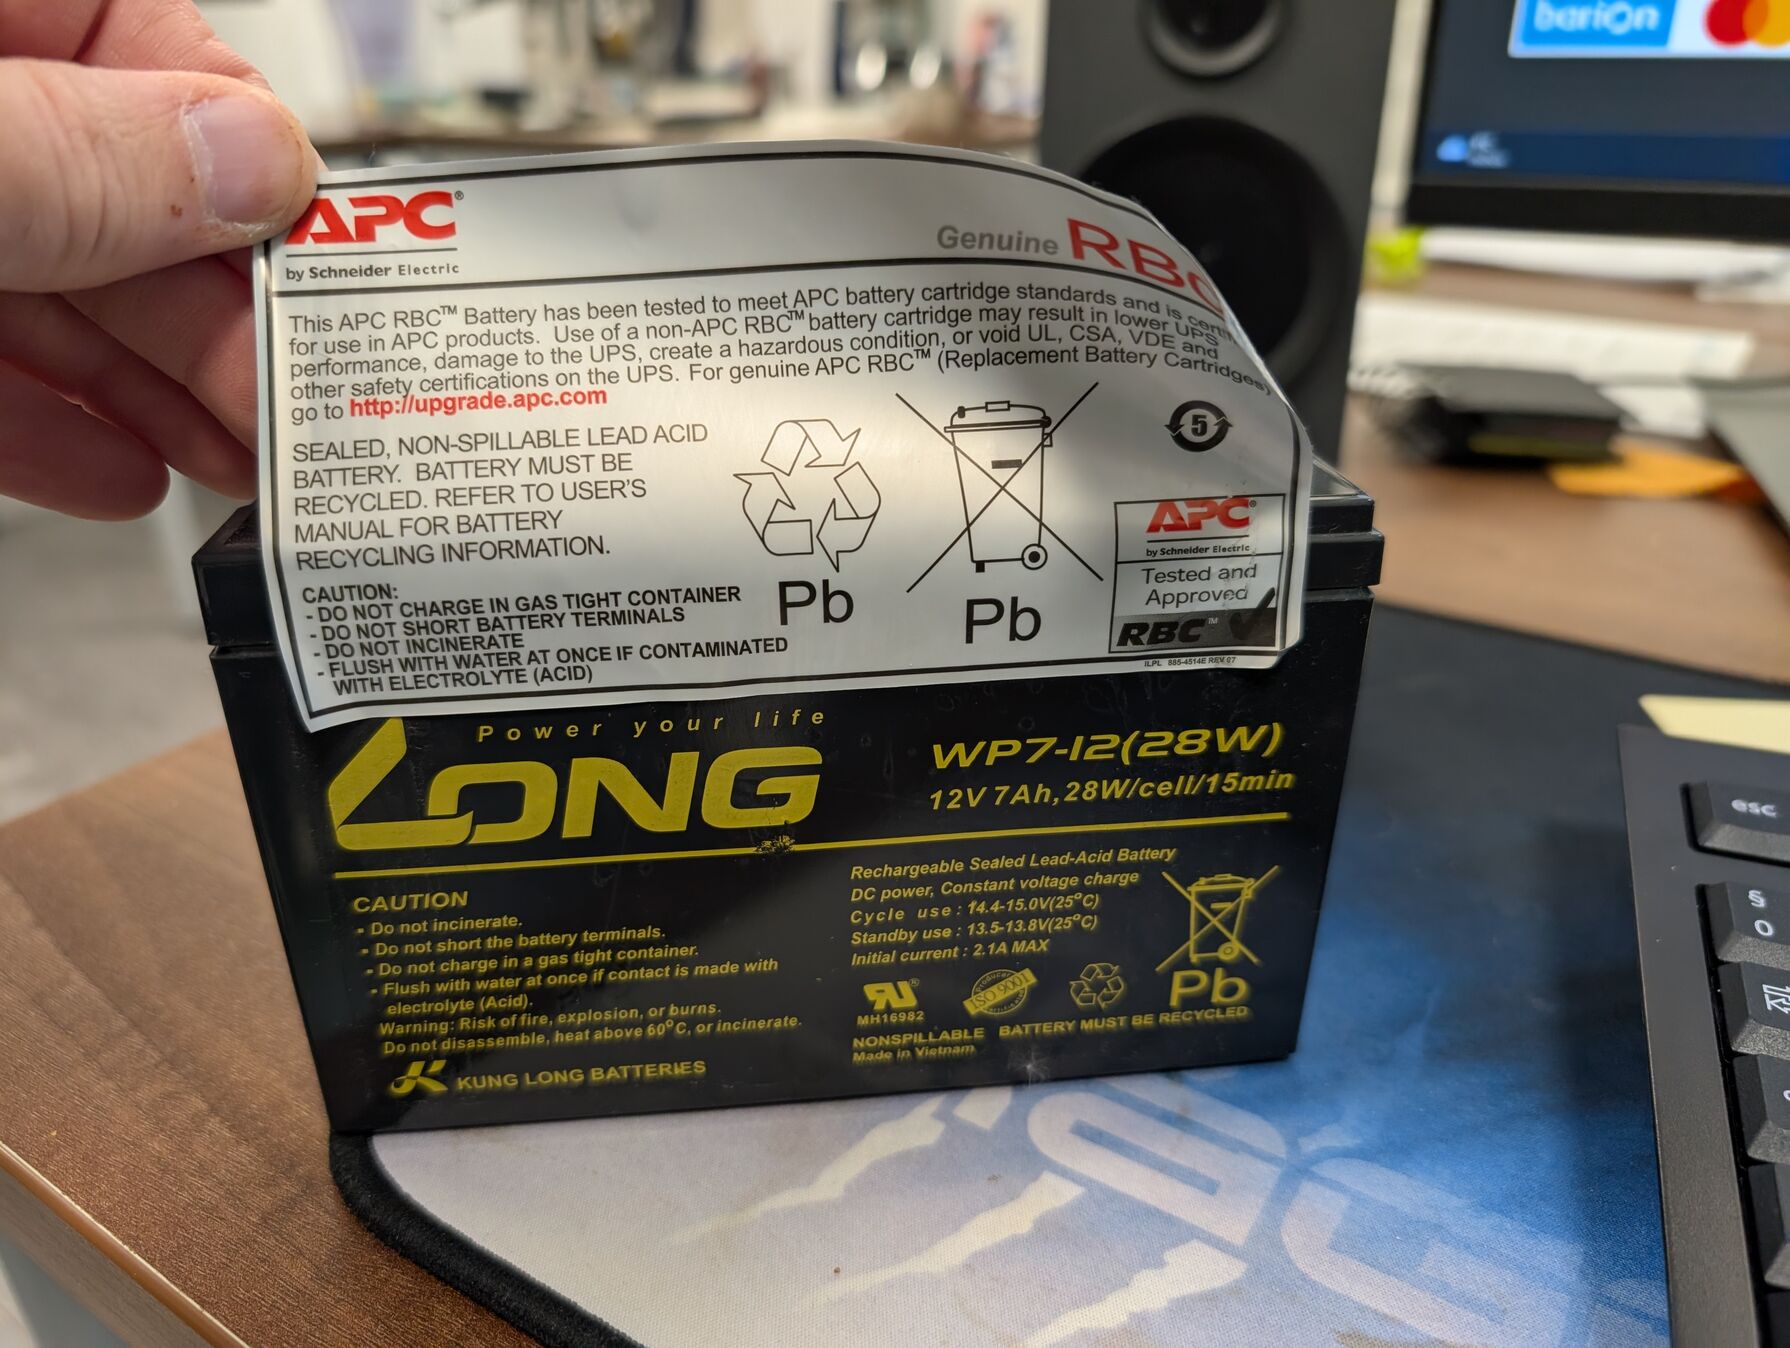 APC®
by Schneider Electric
Genuine RBC
This APC RBC™ Battery has been tested to meet APC battery cartridge standards and is
for use in APC products. Use of a non-APC RBC™ battery cartridge may result in lower UPS
performance, damage to the UPS, create a hazardous condition, or void UL, CSA, VDE and
other safety certifications on the UPS. For genuine APC RBC™ (Replacement Battery Cartridges)
go to http://upgrade.apc.com
SEALED, NON-SPILLABLE LEAD ACID
BATTERY. BATTERY MUST BE
RECYCLED. REFER TO USER'S
MANUAL FOR BATTERY
RECYCLING INFORMATION.
CAUTION:
- DO NOT CHARGE IN GAS TIGHT CONTAINER
- DO NOT SHORT BATTERY TERMINALS
- DO NOT INCINERATE
- FLUSH WITH WATER AT ONCE IF CONTAMINATED
WITH ELECTROLYTE (ACID)
Pb
Pb
5
APC®
by Schneider Electric
Tested and
Approved
RBC™
ILPL 885-4514E REV 07
Power your life
LONG
WP7-12(28W)
12V 7Ah,28W/cell/15min
CAUTION
• Do not incinerate.
• Do not short the battery terminals.
• Do not charge in a gas tight container.
• Flush with water at once if contact is made with
electrolyte (Acid).
Warning: Risk of fire, explosion, or burns.
Do not disassemble, heat above 60°C, or incinerate.
KUNG LONG BATTERIES
Rechargeable Sealed Lead-Acid Battery
DC power, Constant voltage charge
Cycle use : 14.4-15.0V(25°C)
Standby use : 13.5-13.8V(25°C)
Initial current : 2.1A MAX
MH16982
ISO 9001
Pb
NONSPILLABLE BATTERY MUST BE RECYCLED
Made in Vietnam
barion
esc
§
0